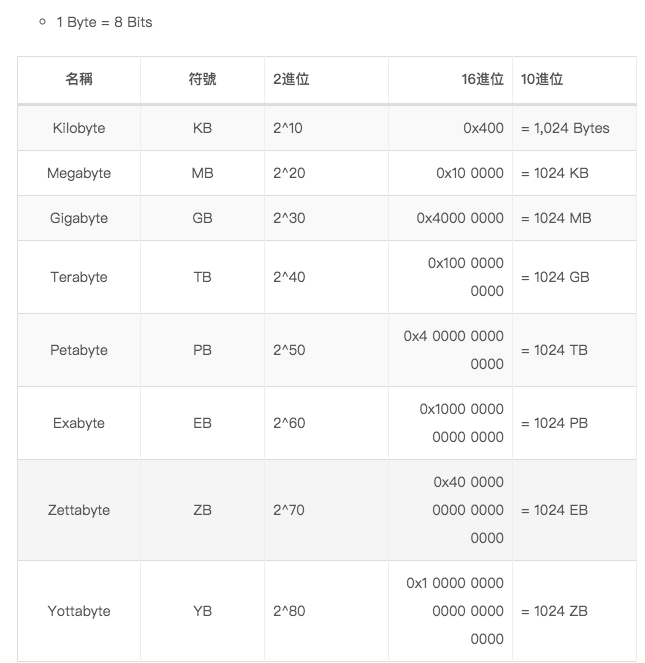 1 Byte = 8 Bits
名稱 符號 2進位 16進位 10進位
Kilobyte KB 2^10 0x400 = 1,024 Bytes
Megabyte MB 2^20 0x10 0000 = 1024 KB
Gigabyte GB 2^30 0x4000 0000 = 1024 MB
Terabyte TB 2^40 0x100 0000
0000 = 1024 GB
Petabyte PB 2^50 0x4 0000 0000
0000 = 1024 TB
Exabyte EB 2^60 0x1000 0000
0000 0000 = 1024 PB
Zettabyte ZB 2^70 0x40 0000
0000 0000
0000 = 1024 EB
Yottabyte YB 2^80 0x1 0000 0000
0000 0000
0000 = 1024 ZB